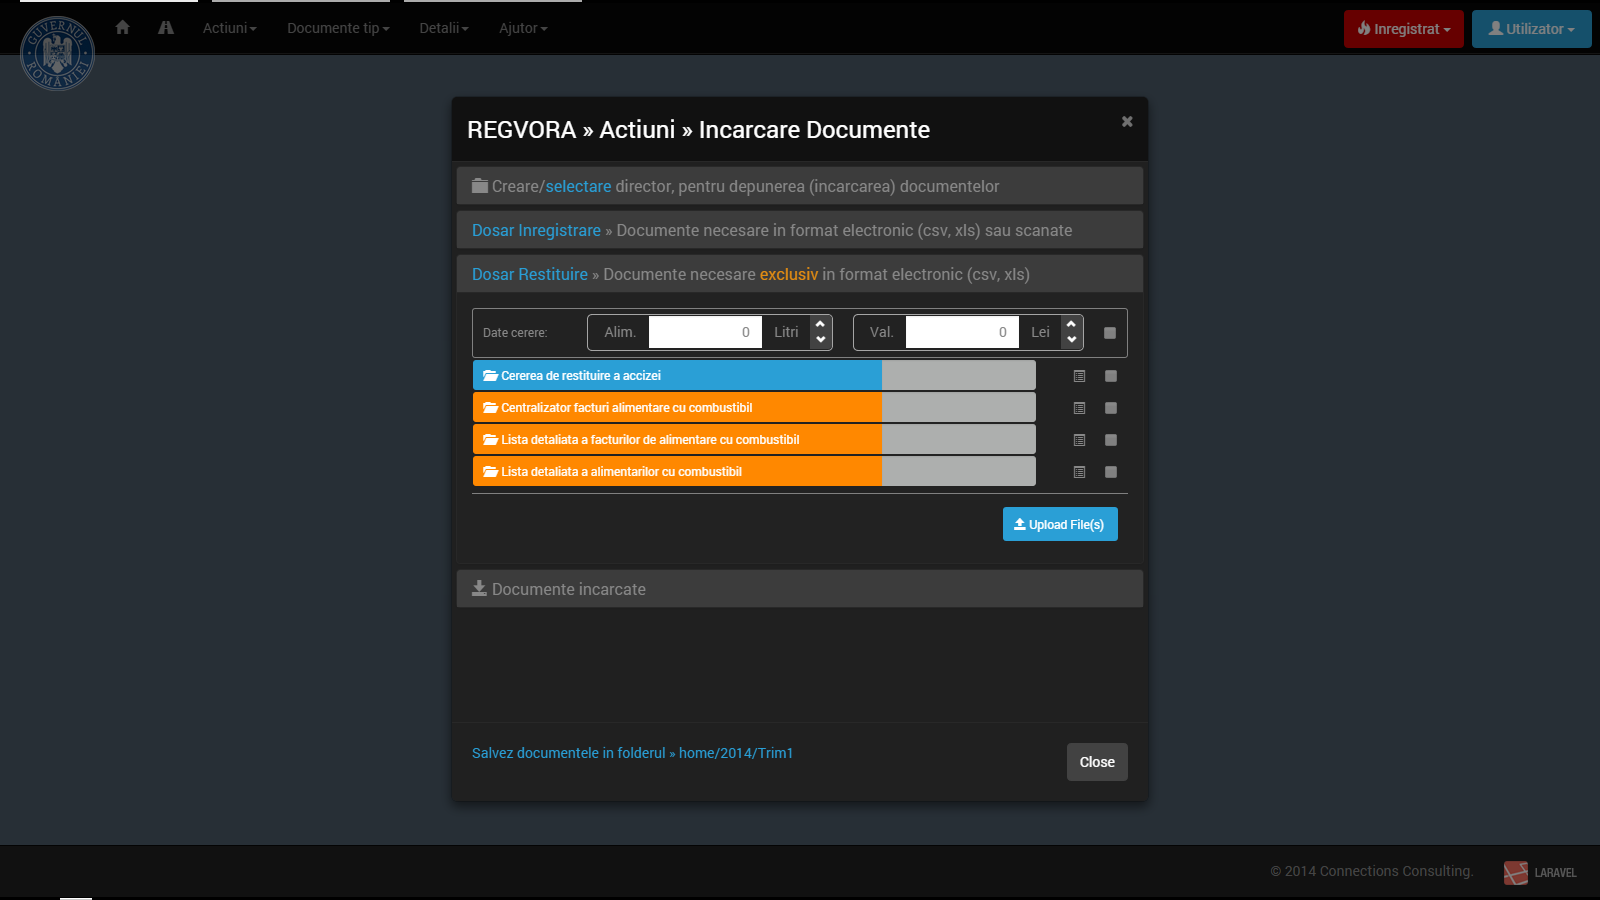 GUVERNUL ROMÂNIEI
Actiuni
Documente tip
Detalii
Ajutor
Inregistrat
Utilizator
REGVORA » Actiuni » Incarcare Documente
×
Creare/selectare director, pentru depunerea (incarcarea) documentelor
Dosar Inregistrare » Documente necesare in format electronic (csv, xls) sau scanate
Dosar Restituire » Documente necesare exclusiv in format electronic (csv, xls)
Date cerere: Alim. 0 Litri Val. 0 Lei
Cererea de restituire a accizei
Centralizator facturi alimentare cu combustibil
Lista detaliata a facturilor de alimentare cu combustibil
Lista detaliata a alimentarilor cu combustibil
Upload File(s)
Documente incarcate
Salvez documentele in folderul » home/2014/Trim1
Close
© 2014 Connections Consulting.
LARAVEL